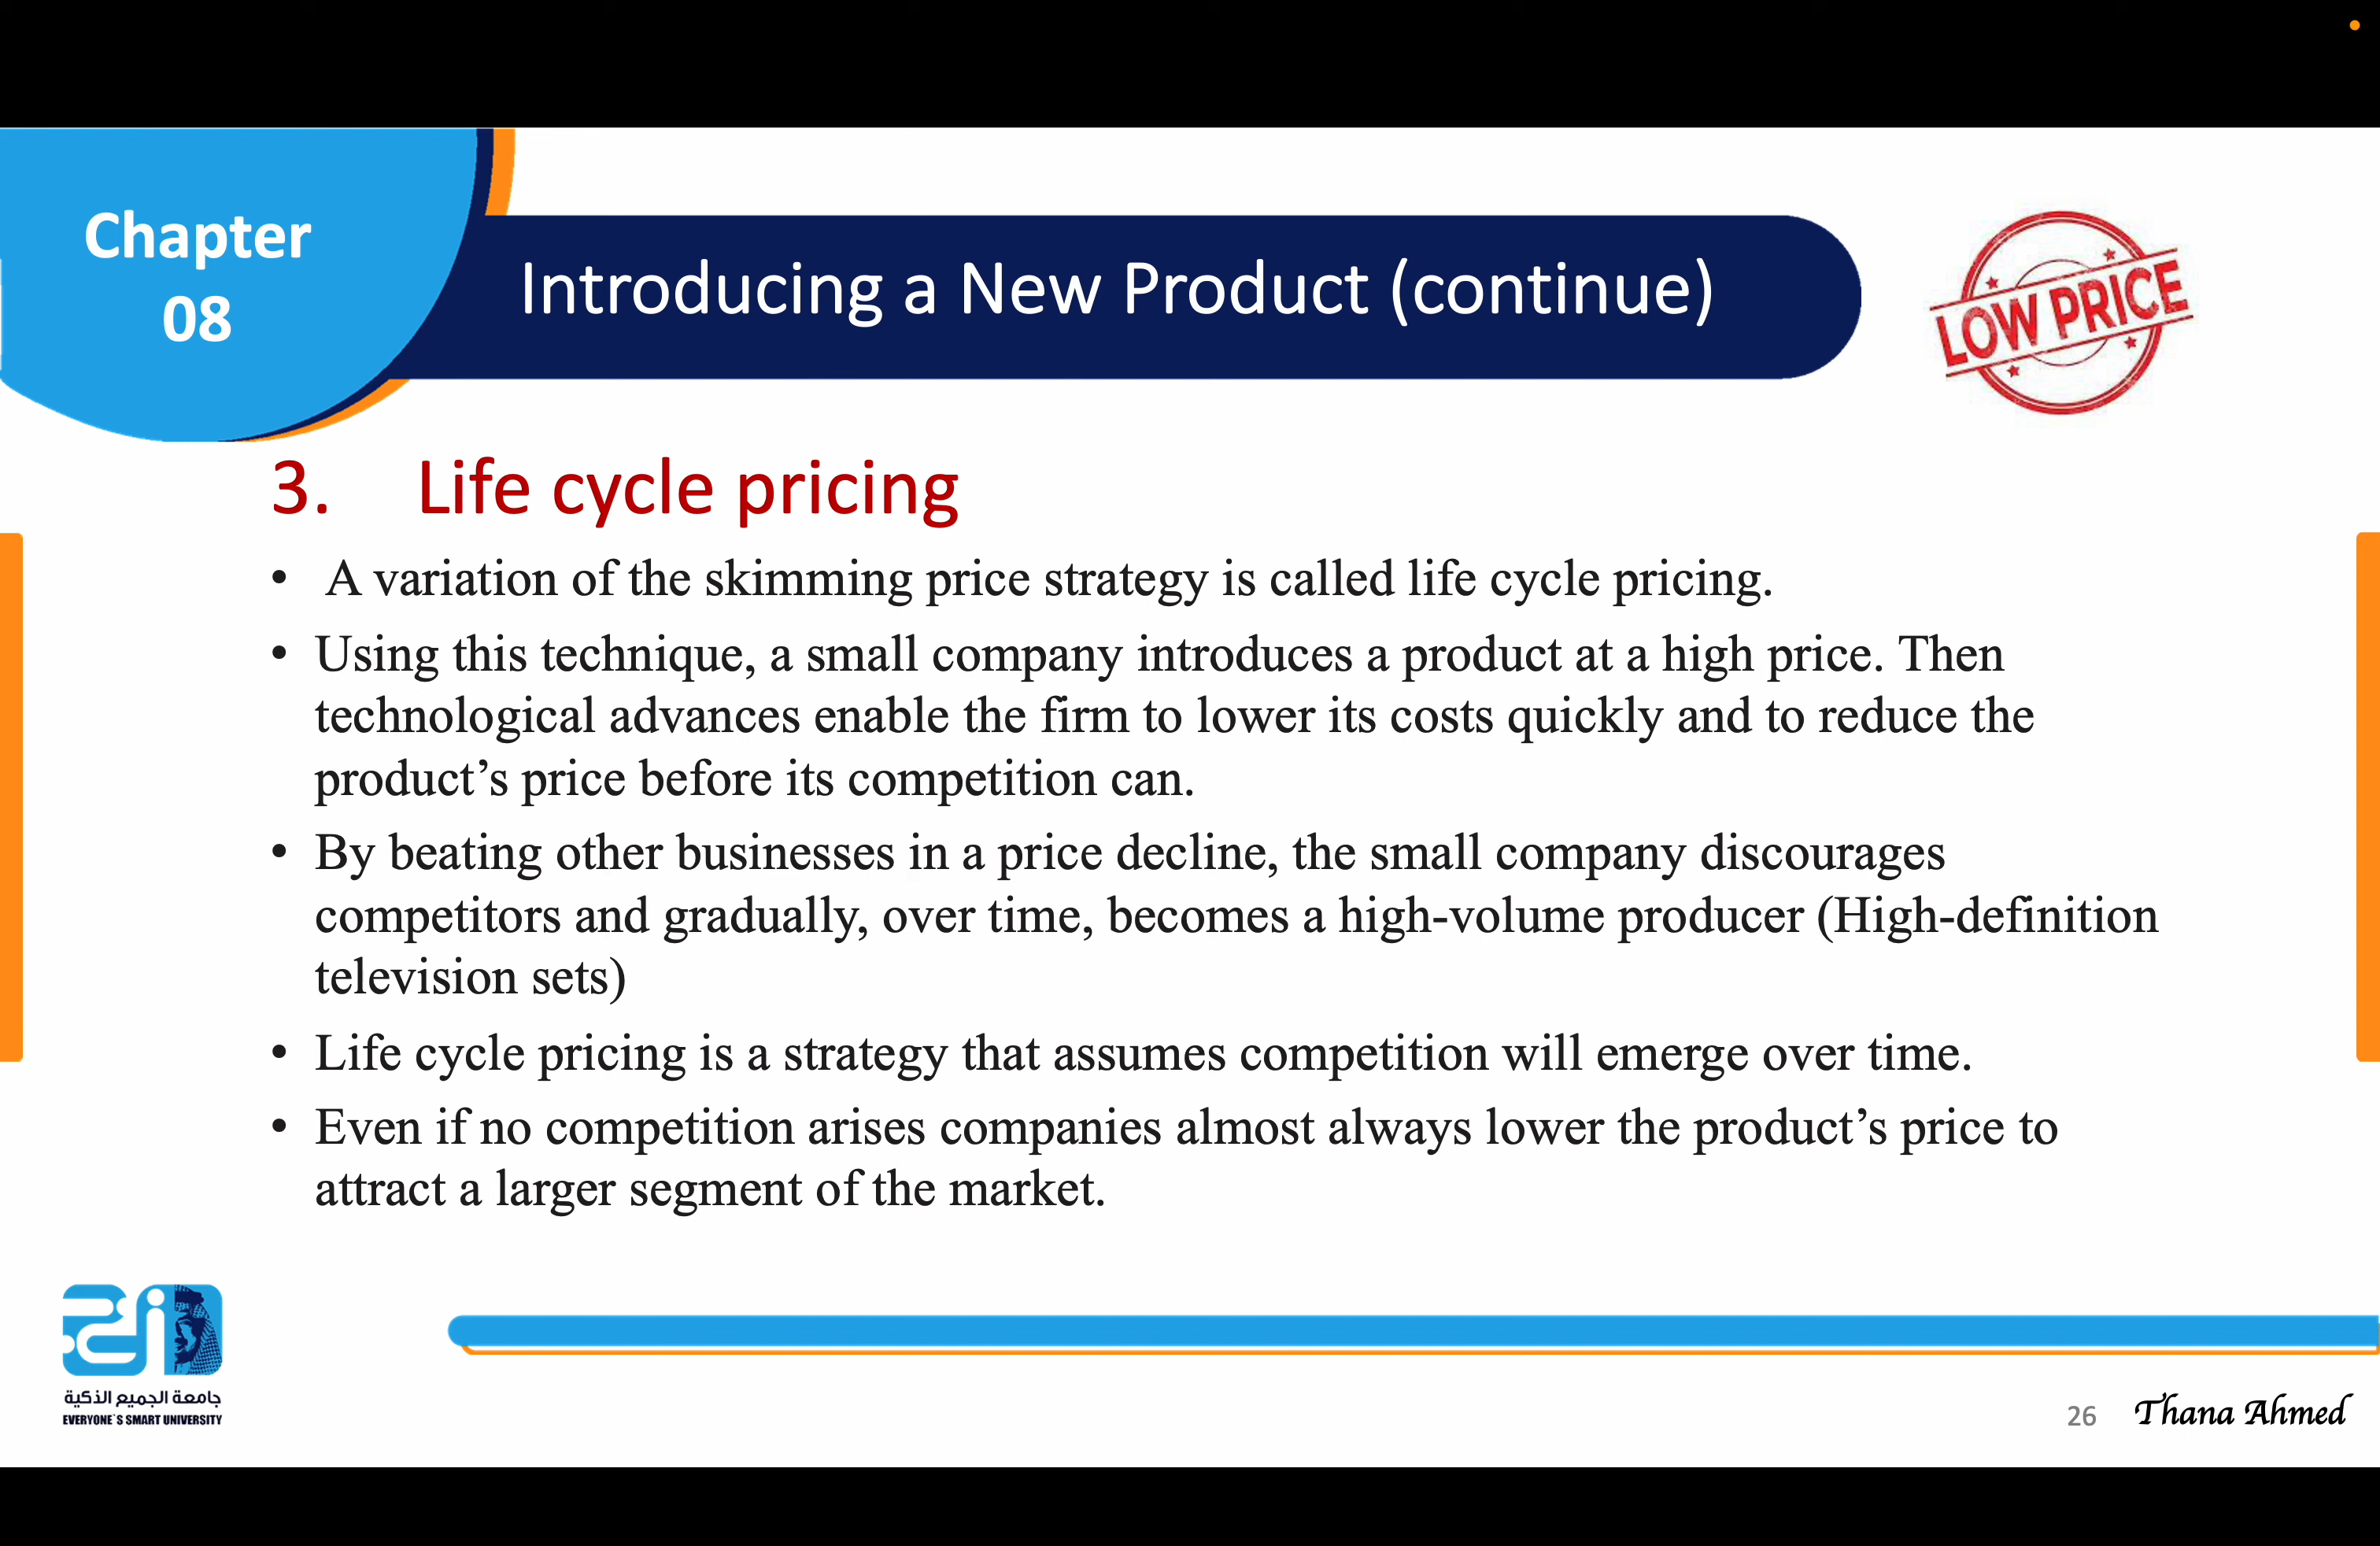 Chapter
08
Introducing a New Product (continue)
LOW PRICE
3. Life cycle pricing
• A variation of the skimming price strategy is called life cycle pricing.
• Using this technique, a small company introduces a product at a high price. Then
technological advances enable the firm to lower its costs quickly and to reduce the
product’s price before its competition can.
• By beating other businesses in a price decline, the small company discourages
competitors and gradually, over time, becomes a high-volume producer (High-definition
television sets)
• Life cycle pricing is a strategy that assumes competition will emerge over time.
• Even if no competition arises companies almost always lower the product’s price to
attract a larger segment of the market.
جامعة الجميع الذكية
EVERYONE`S SMART UNIVERSITY
26
Thana Ahmed